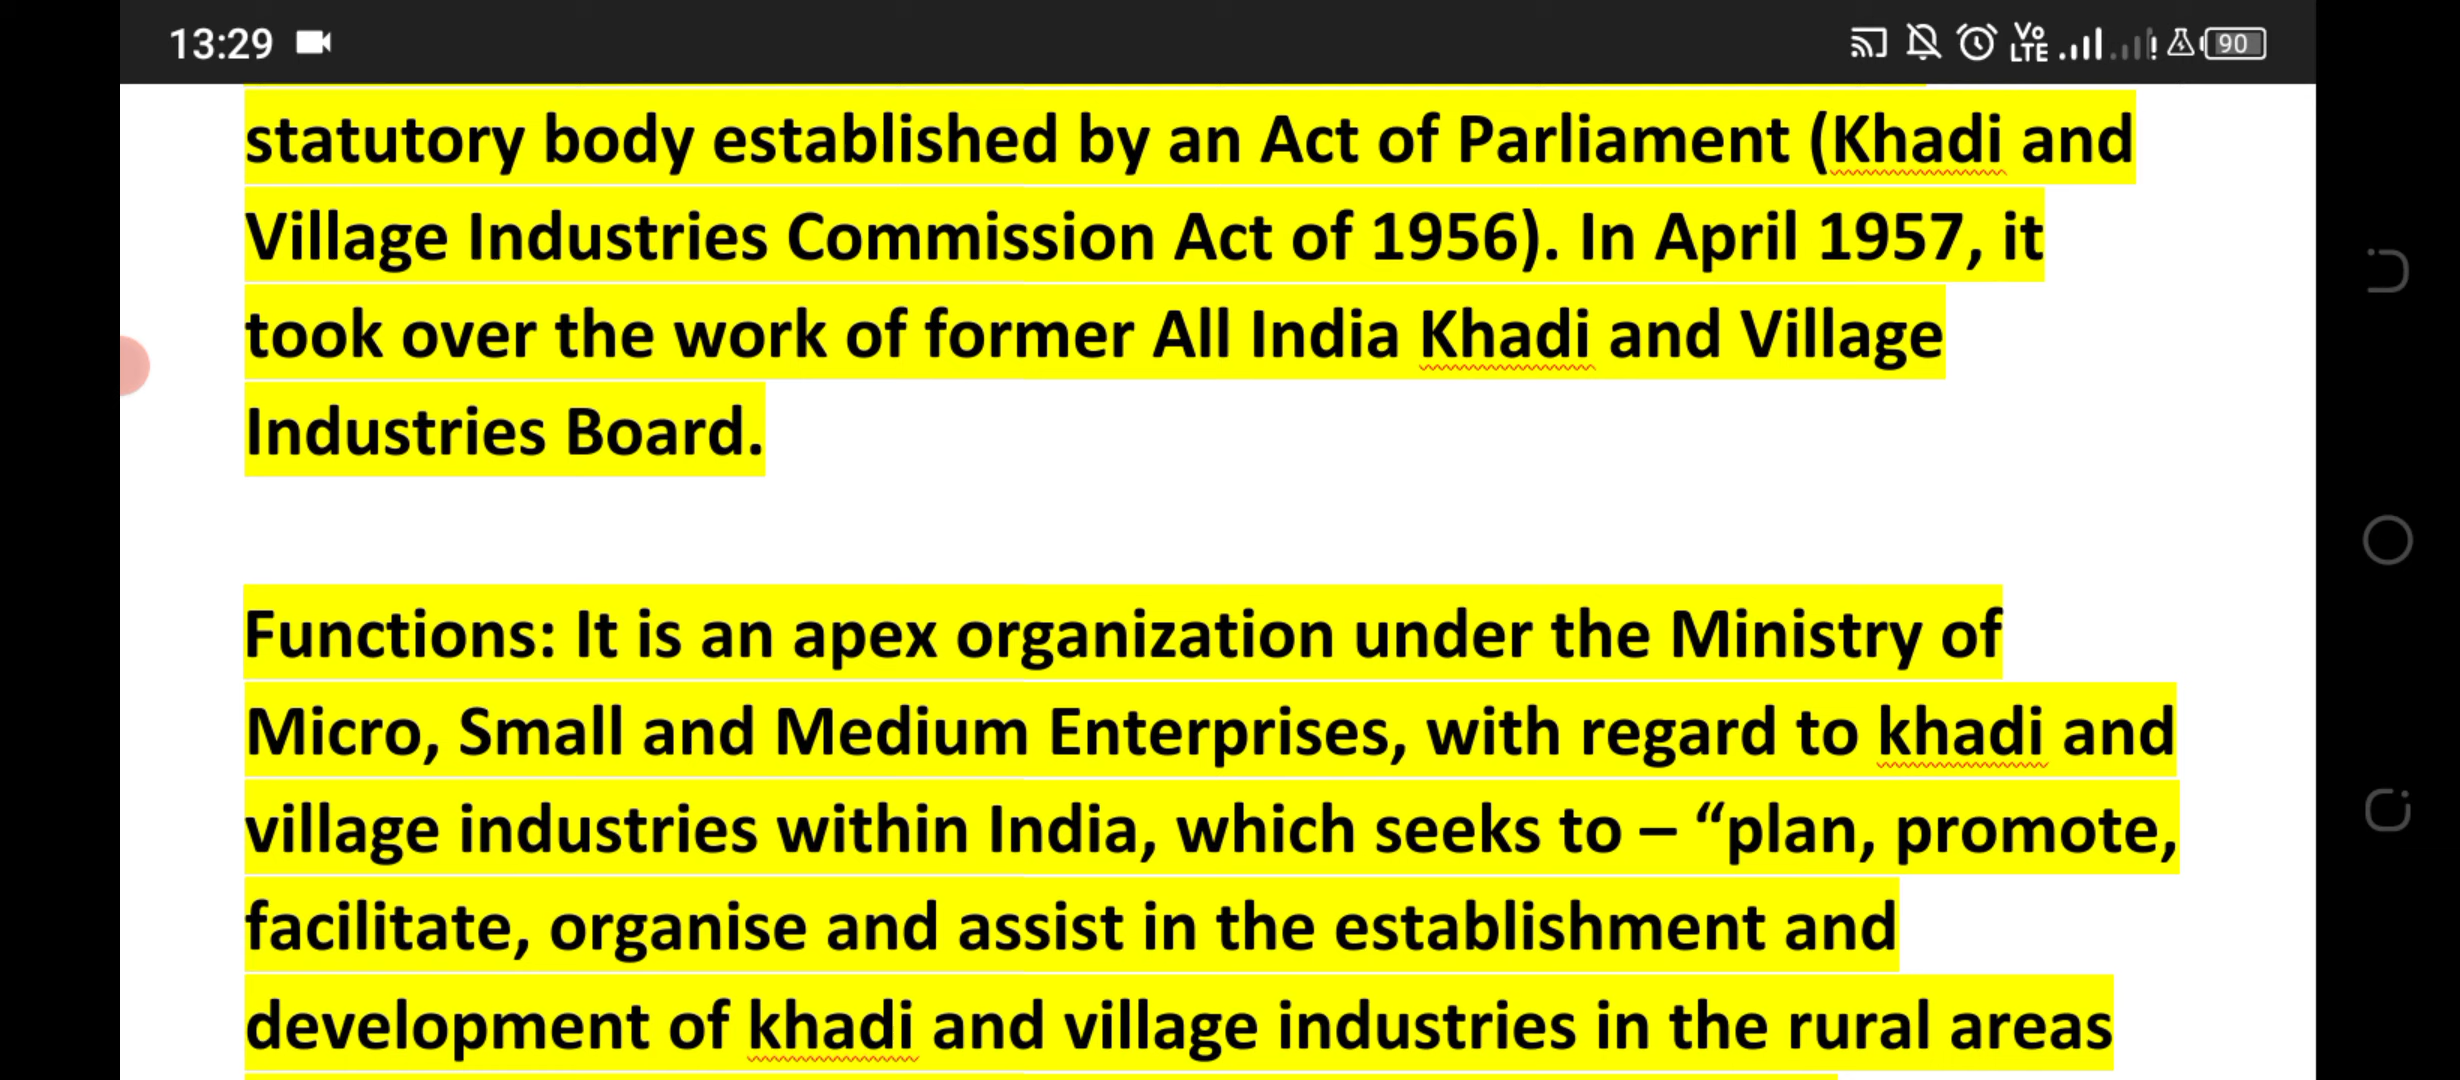 13:29 Vo LTE 90
statutory body established by an Act of Parliament (Khadi and
Village Industries Commission Act of 1956). In April 1957, it
took over the work of former All India Khadi and Village
Industries Board.
Functions: It is an apex organization under the Ministry of
Micro, Small and Medium Enterprises, with regard to khadi and
village industries within India, which seeks to – “plan, promote,
facilitate, organise and assist in the establishment and
development of khadi and village industries in the rural areas